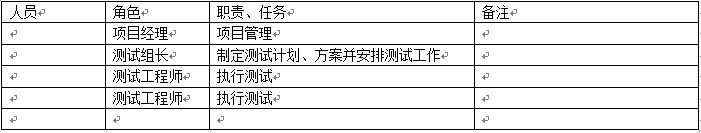 人员 角色 职责、任务 备注
项目经理 项目管理
测试组长 制定测试计划、方案并安排测试工作
测试工程师 执行测试
测试工程师 执行测试